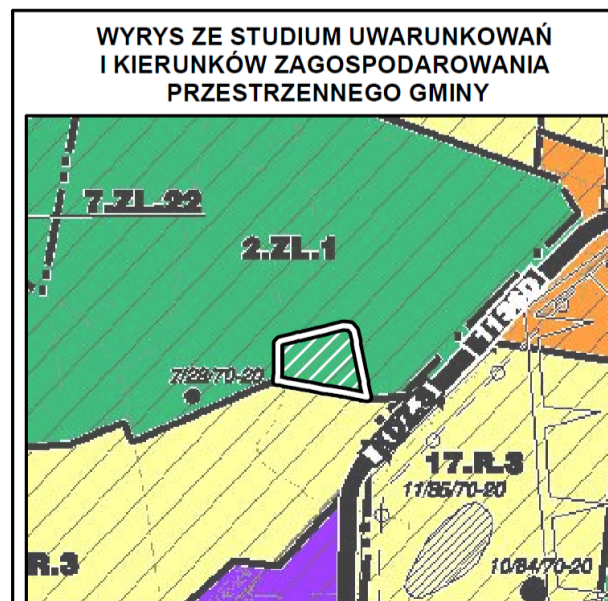 WYRYS ZE STUDIUM UWARUNKOWAŃ
I KIERUNKÓW ZAGOSPODAROWANIA
PRZESTRZENNEGO GMINY
7.ZL-22
2.ZL.1
7/29/70-20
17.R.3
11/85/70-20
R.3
10/84/70-20